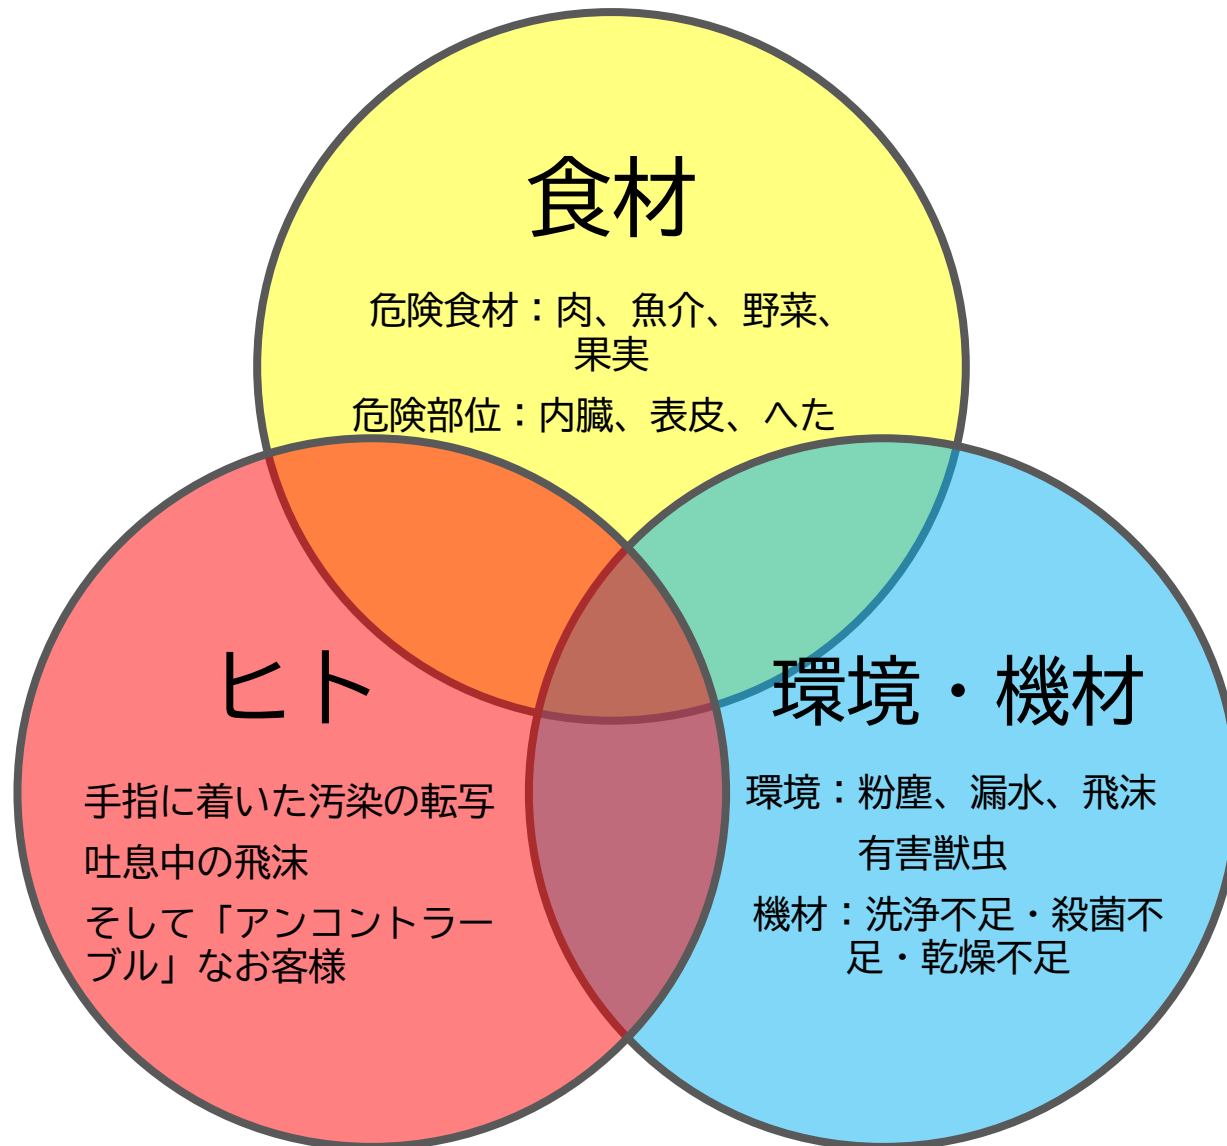 食材
危険食材：肉、魚介、野菜、
果実
危険部位：内臓、表皮、へた
ヒト
手指に着いた汚染の転写
吐息中の飛沫
そして「アンコントラー
ブル」なお客様
環境・機材
環境：粉塵、漏水、飛沫
有害獣虫
機材：洗浄不足・殺菌不
足・乾燥不足